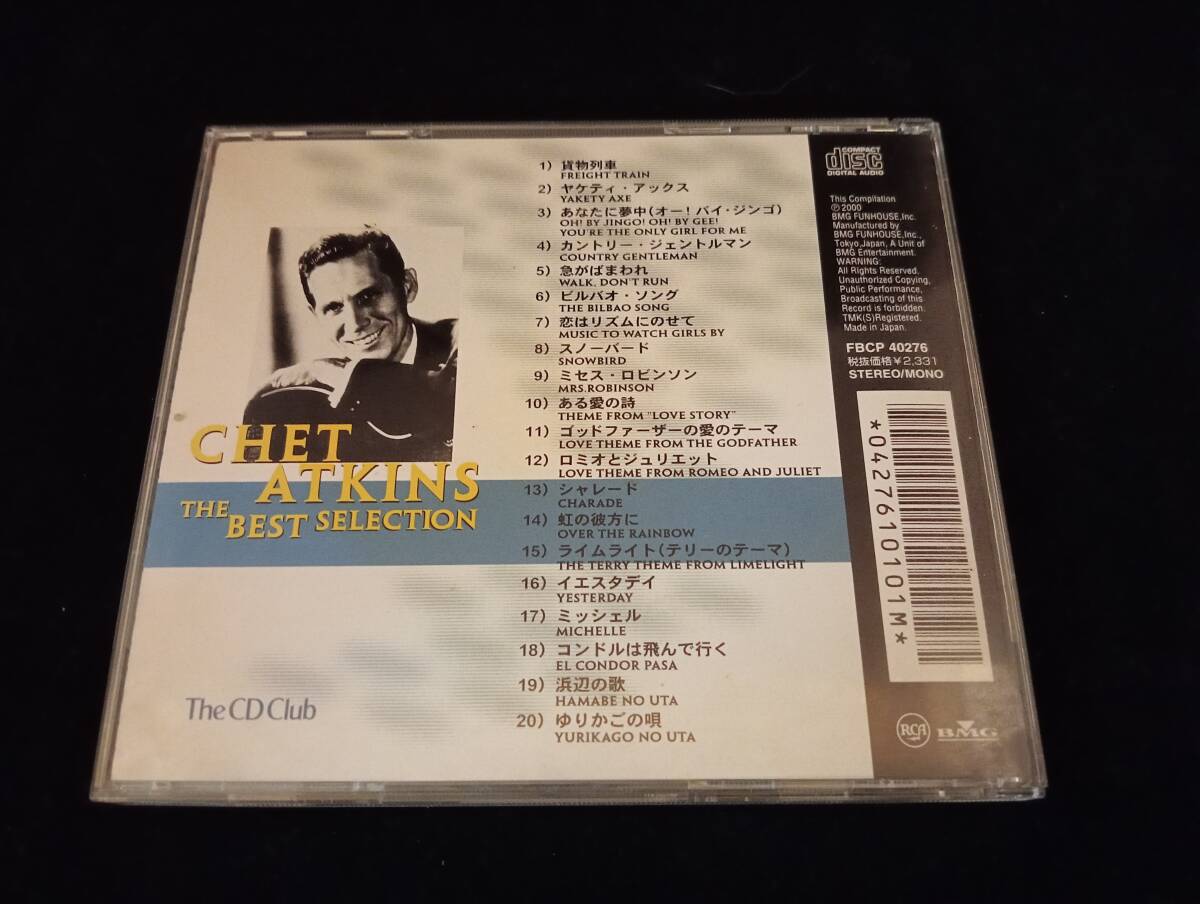 CHET
ATKINS
THE
BEST SELECTION
The CD Club
1) 貨物列車
FREIGHT TRAIN
2) ヤケティ・アックス
YAKETY AXE
3) あなたに夢中(オー!バイ・ジンゴ)
OH! BY JINGO! OH! BY GEE!
YOU'RE THE ONLY GIRL FOR ME
4) カントリー・ジェントルマン
COUNTRY GENTLEMAN
5) 急がばまわれ
WALK, DON'T RUN
6) ビルバオ・ソング
THE BILBAO SONG
7) 恋はリズムにのせて
MUSIC TO WATCH GIRLS BY
8) スノーバード
SNOWBIRD
9) ミセス・ロビンソン
MRS.ROBINSON
10) ある愛の詩
THEME FROM "LOVE STORY"
11) ゴッドファーザーの愛のテーマ
LOVE THEME FROM THE GODFATHER
12) ロミオとジュリエット
LOVE THEME FROM ROMEO AND JULIET
13) シャレード
CHARADE
14) 虹の彼方に
OVER THE RAINBOW
15) ライムライト(テリーのテーマ)
THE TERRY THEME FROM LIMELIGHT
16) イエスタデイ
YESTERDAY
17) ミッシェル
MICHELLE
18) コンドルは飛んで行く
EL CONDOR PASA
19) 浜辺の歌
HAMABE NO UTA
20) ゆりかごの唄
YURIKAGO NO UTA
COMPACT
disc
DIGITAL AUDIO
This Compilation
℗2000
BMG FUNHOUSE,Inc.
Manufactured by
BMG FUNHOUSE,Inc.,
Tokyo,Japan, A Unit of
BMG Entertainment.
WARNING:
All Rights Reserved.
Unauthorized Copying,
Public Performance,
Broadcasting of this
Record is forbidden.
TMK(S)Registered.
Made in Japan.
FBCP 40276
税抜価格¥2,331
STEREO/MONO
*0427610101M*
RCA
BMG